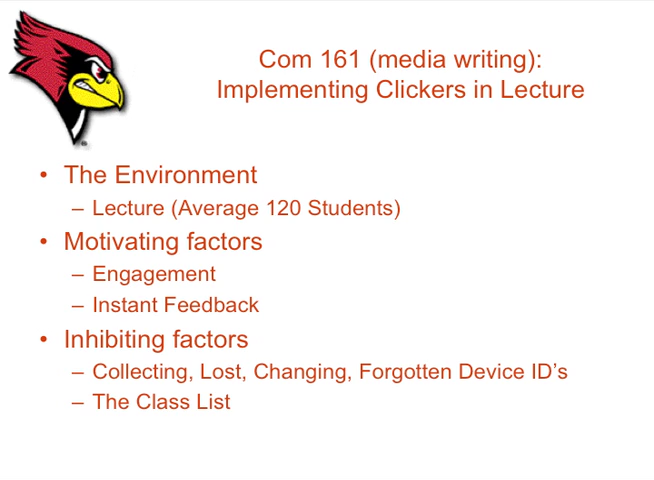 Com 161 (media writing):
Implementing Clickers in Lecture
• The Environment
– Lecture (Average 120 Students)
• Motivating factors
– Engagement
– Instant Feedback
• Inhibiting factors
– Collecting, Lost, Changing, Forgotten Device ID’s
– The Class List